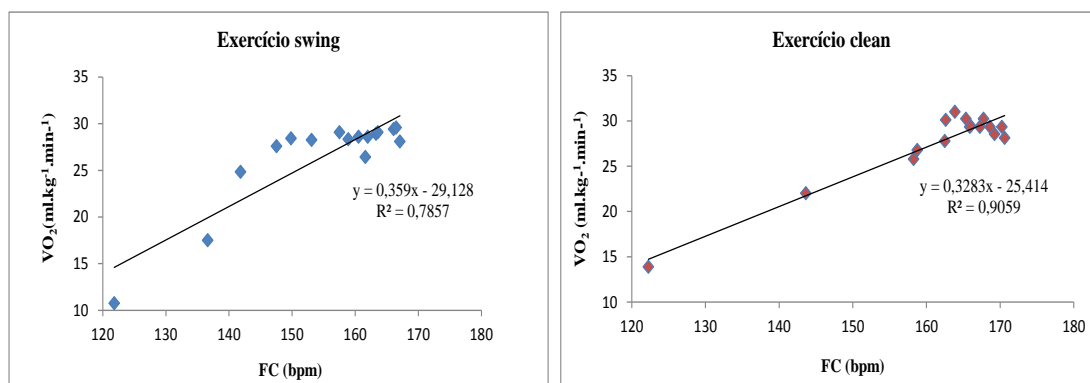 Exercício swing
35
30
25
20
15
10
VO₂(ml.kg⁻¹.min⁻¹)
y = 0,359x - 29,128
R² = 0,7857
120 130 140 150 160 170 180
FC (bpm)
Exercício clean
35
30
25
20
15
10
VO₂ (ml.kg⁻¹.min⁻¹)
y = 0,3283x - 25,414
R² = 0,9059
120 130 140 150 160 170 180
FC (bpm)